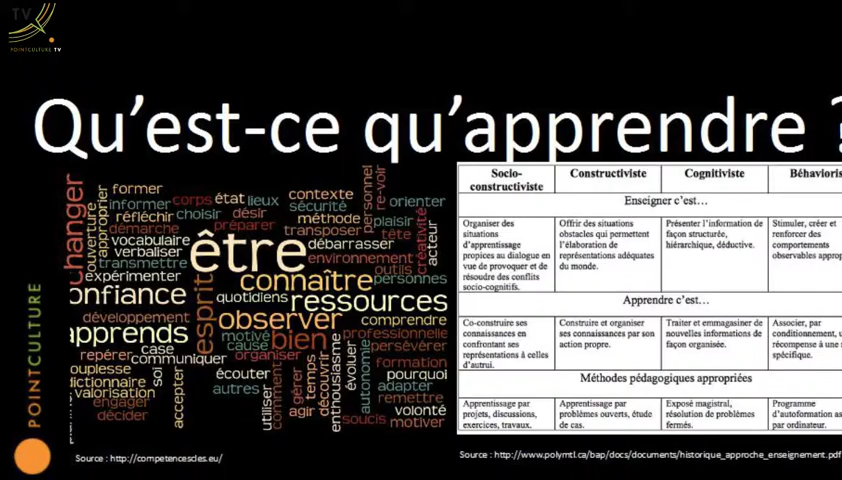 TV
POINTCULTURE TV
Qu'est-ce qu'apprendre ?
changer
ouverture
approprier
former
informer
réfléchir
démarche
vocabulaire
verbaliser
transmettre
expérimenter
corps
choisir
état
lieux
désir
préparer
contexte
sécurité
méthode
transposer
personnel
re-voir
plaisir
tête
orienter
créativité
acteur
être
débarrasser
environnement
outils
connaître
personnes
onfiance
esprit
quotidiens
ressources
développement
observer
comprendre
apprends
motivé
cause
bien
professionnelle
persévérer
repérer
case
communiquer
organiser
formation
ouplesse
dictionnaire
valorisation
engager
décider
soi
accepter
écouter
autres
utiliser
comment
gérer
agir
temps
découvrir
enthousiasme
évoluer
autonomie
soucis
pourquoi
adapter
remettre
volonté
motiver
Source : http://competencescles.eu/
Socio-
constructiviste
Constructiviste
Cognitiviste
Béhavioris
Enseigner c'est…
Organiser des
situations
d'apprentissage
propices au dialogue en
vue de provoquer et de
résoudre des conflits
socio-cognitifs.
Offrir des situations
obstacles qui permettent
l'élaboration de
représentations adéquates
du monde.
Présenter l'information de
façon structurée,
hiérarchique, déductive.
Stimuler, créer et
renforcer des
comportements
observables approp
Apprendre c'est…
Co-construire ses
connaissances en
confrontant ses
représentations à celles
d'autrui.
Construire et organiser
ses connaissances par son
action propre.
Traiter et emmagasiner de
nouvelles informations de
façon organisée.
Associer, par
conditionnement, u
récompense à une
spécifique.
Méthodes pédagogiques appropriées
Apprentissage par
projets, discussions,
exercices, travaux.
Apprentissage par
problèmes ouverts, étude
de cas.
Exposé magistral,
résolution de problèmes
fermés.
Programme
d'autoformation as
par ordinateur.
Source : http://www.polymtl.ca/bap/docs/documents/historique_approche_enseignement.pdf
POINTCULTURE